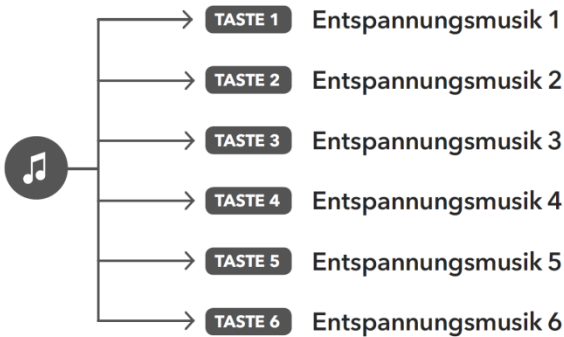 TASTE 1 Entspannungsmusik 1
TASTE 2 Entspannungsmusik 2
TASTE 3 Entspannungsmusik 3
TASTE 4 Entspannungsmusik 4
TASTE 5 Entspannungsmusik 5
TASTE 6 Entspannungsmusik 6